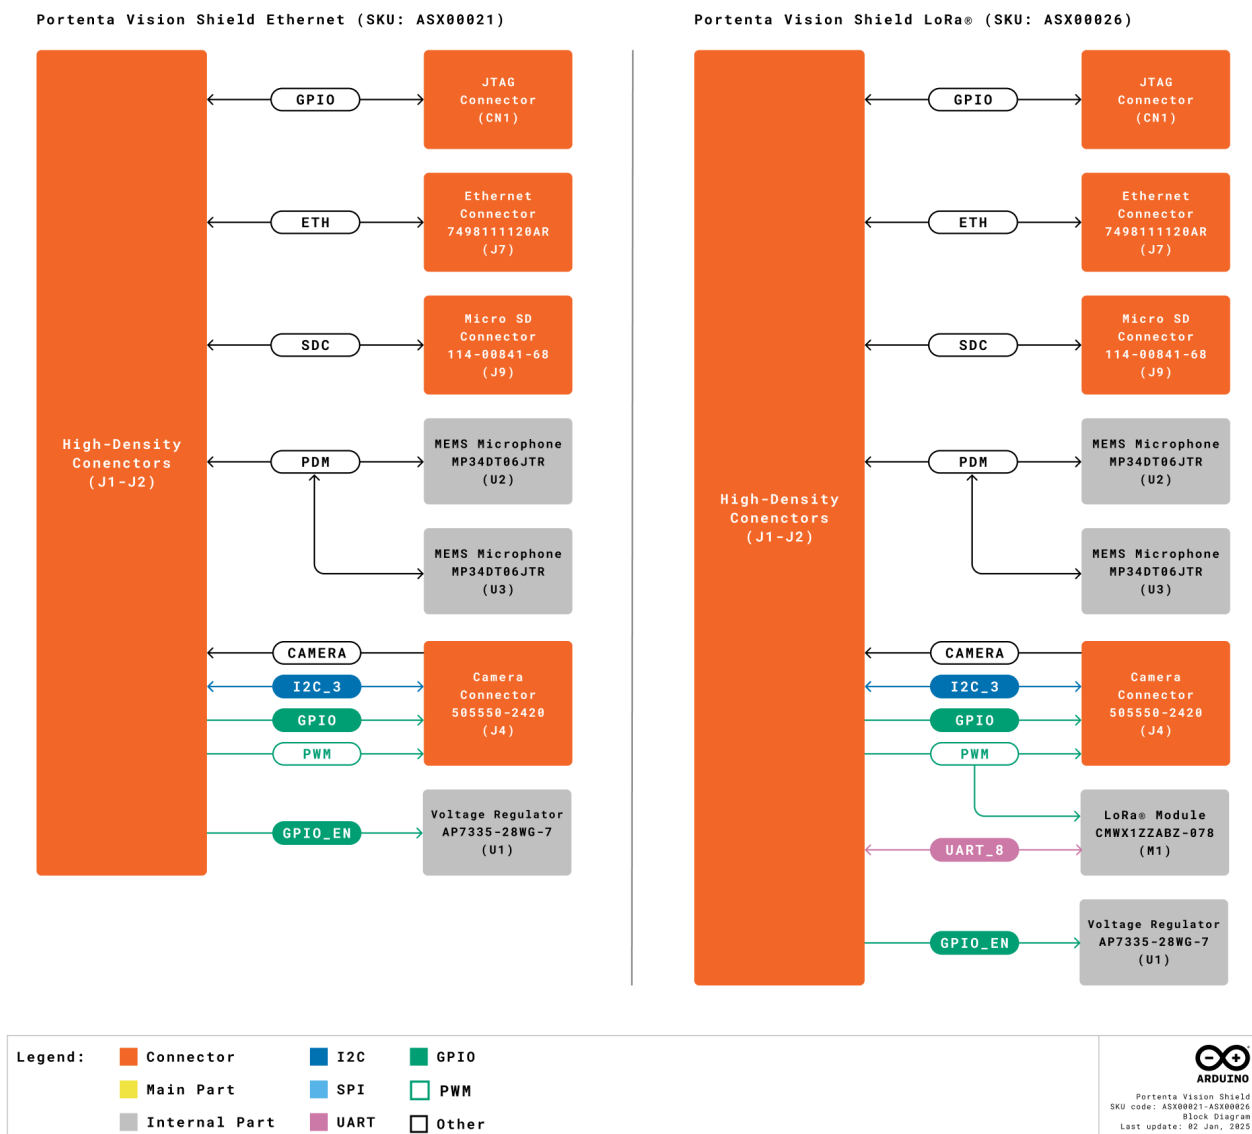 Portenta Vision Shield Ethernet (SKU: ASX00021)
High-Density
Conenctors
(J1-J2)
GPIO
JTAG
Connector
(CN1)
ETH
Ethernet
Connector
7498111120AR
(J7)
SDC
Micro SD
Connector
114-00841-68
(J9)
PDM
MEMS Microphone
MP34DT06JTR
(U2)
MEMS Microphone
MP34DT06JTR
(U3)
CAMERA
I2C_3
GPIO
PWM
Camera
Connector
505550-2420
(J4)
GPIO_EN
Voltage Regulator
AP7335-28WG-7
(U1)
Portenta Vision Shield LoRa® (SKU: ASX00026)
High-Density
Conenctors
(J1-J2)
GPIO
JTAG
Connector
(CN1)
ETH
Ethernet
Connector
7498111120AR
(J7)
SDC
Micro SD
Connector
114-00841-68
(J9)
PDM
MEMS Microphone
MP34DT06JTR
(U2)
MEMS Microphone
MP34DT06JTR
(U3)
CAMERA
I2C_3
GPIO
PWM
Camera
Connector
505550-2420
(J4)
UART_8
LoRa® Module
CMWX1ZZABZ-078
(M1)
GPIO_EN
Voltage Regulator
AP7335-28WG-7
(U1)
Legend:
Connector
Main Part
Internal Part
I2C
SPI
UART
GPIO
PWM
Other
ARDUINO
Portenta Vision Shield
SKU code: ASX00021-ASX00026
Block Diagram
Last update: 02 Jan, 2025